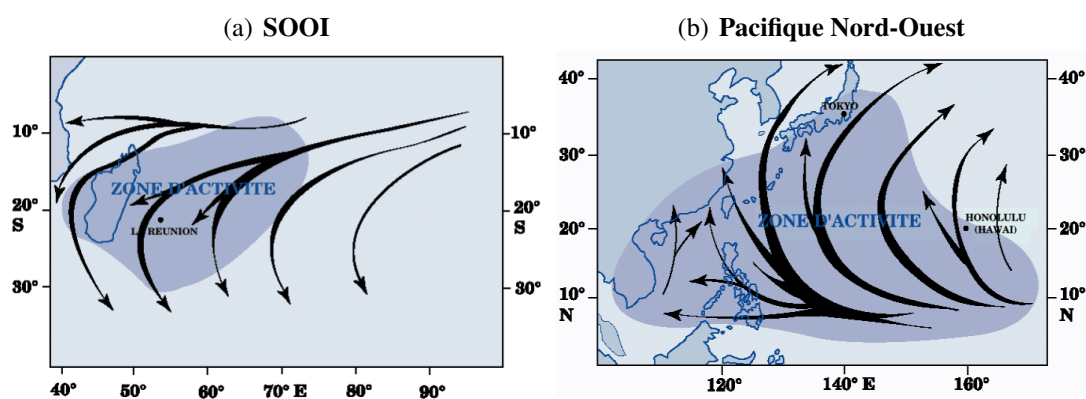 (a) SOOI
10°
20°
S
30°
ZONE D'ACTIVITE
LA REUNION
10°
20°
S
30°
40°
50°
60°
70° E
80°
90°
(b) Pacifique Nord-Ouest
40°
30°
20°
10°
N
TOKYO
ZONE D'ACTIVITE
HONOLULU
(HAWAI)
40°
30°
20°
10°
N
120°
140° E
160°